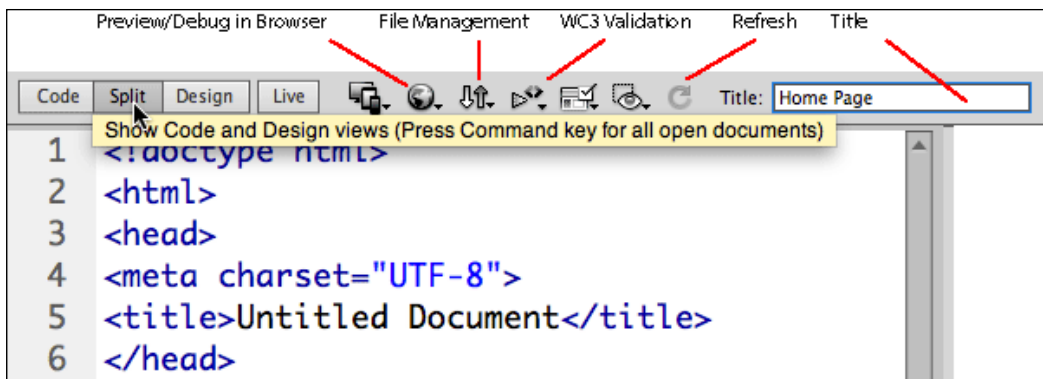 Preview/Debug in Browser File Management WC3 Validation Refresh Title
Code Split Design Live Title: Home Page
Show Code and Design views (Press Command key for all open documents)
1 <!doctype html>
2 <html>
3 <head>
4 <meta charset="UTF-8">
5 <title>Untitled Document</title>
6 </head>